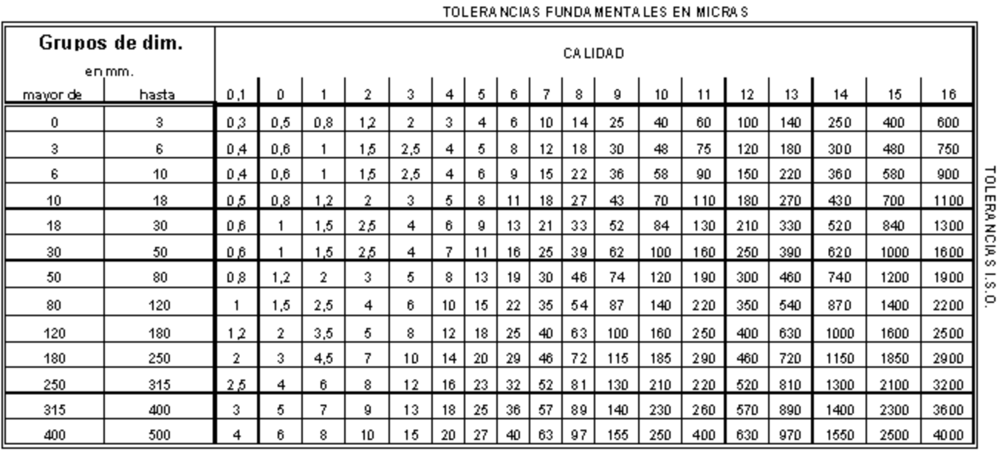 TOLERANCIAS FUNDAMENTALES EN MICRAS
Grupos de dim.
en mm.
CALIDAD
mayor de hasta 0,1 0 1 2 3 4 5 6 7 8 9 10 11 12 13 14 15 16
0 3 0,3 0,5 0,8 1,2 2 3 4 6 10 14 25 40 60 100 140 250 400 600
3 6 0,4 0,6 1 1,5 2,5 4 5 8 12 18 30 48 75 120 180 300 480 750
6 10 0,4 0,6 1 1,5 2,5 4 6 9 15 22 36 58 90 150 220 360 580 900
10 18 0,5 0,8 1,2 2 3 5 8 11 18 27 43 70 110 180 270 430 700 1100
18 30 0,6 1 1,5 2,5 4 6 9 13 21 33 52 84 130 210 330 520 840 1300
30 50 0,6 1 1,5 2,5 4 7 11 16 25 39 62 100 160 250 390 620 1000 1600
50 80 0,8 1,2 2 3 5 8 13 19 30 46 74 120 190 300 460 740 1200 1900
80 120 1 1,5 2,5 4 6 10 15 22 35 54 87 140 220 350 540 870 1400 2200
120 180 1,2 2 3,5 5 8 12 18 25 40 63 100 160 250 400 630 1000 1600 2500
180 250 2 3 4,5 7 10 14 20 29 46 72 115 185 290 460 720 1150 1850 2900
250 315 2,5 4 6 8 12 16 23 32 52 81 130 210 220 520 810 1300 2100 3200
315 400 3 5 7 9 13 18 25 36 57 89 140 230 260 570 890 1400 2300 3600
400 500 4 6 8 10 15 20 27 40 63 97 155 250 400 630 970 1550 2500 4000
TOLERANCIAS I.S.O.